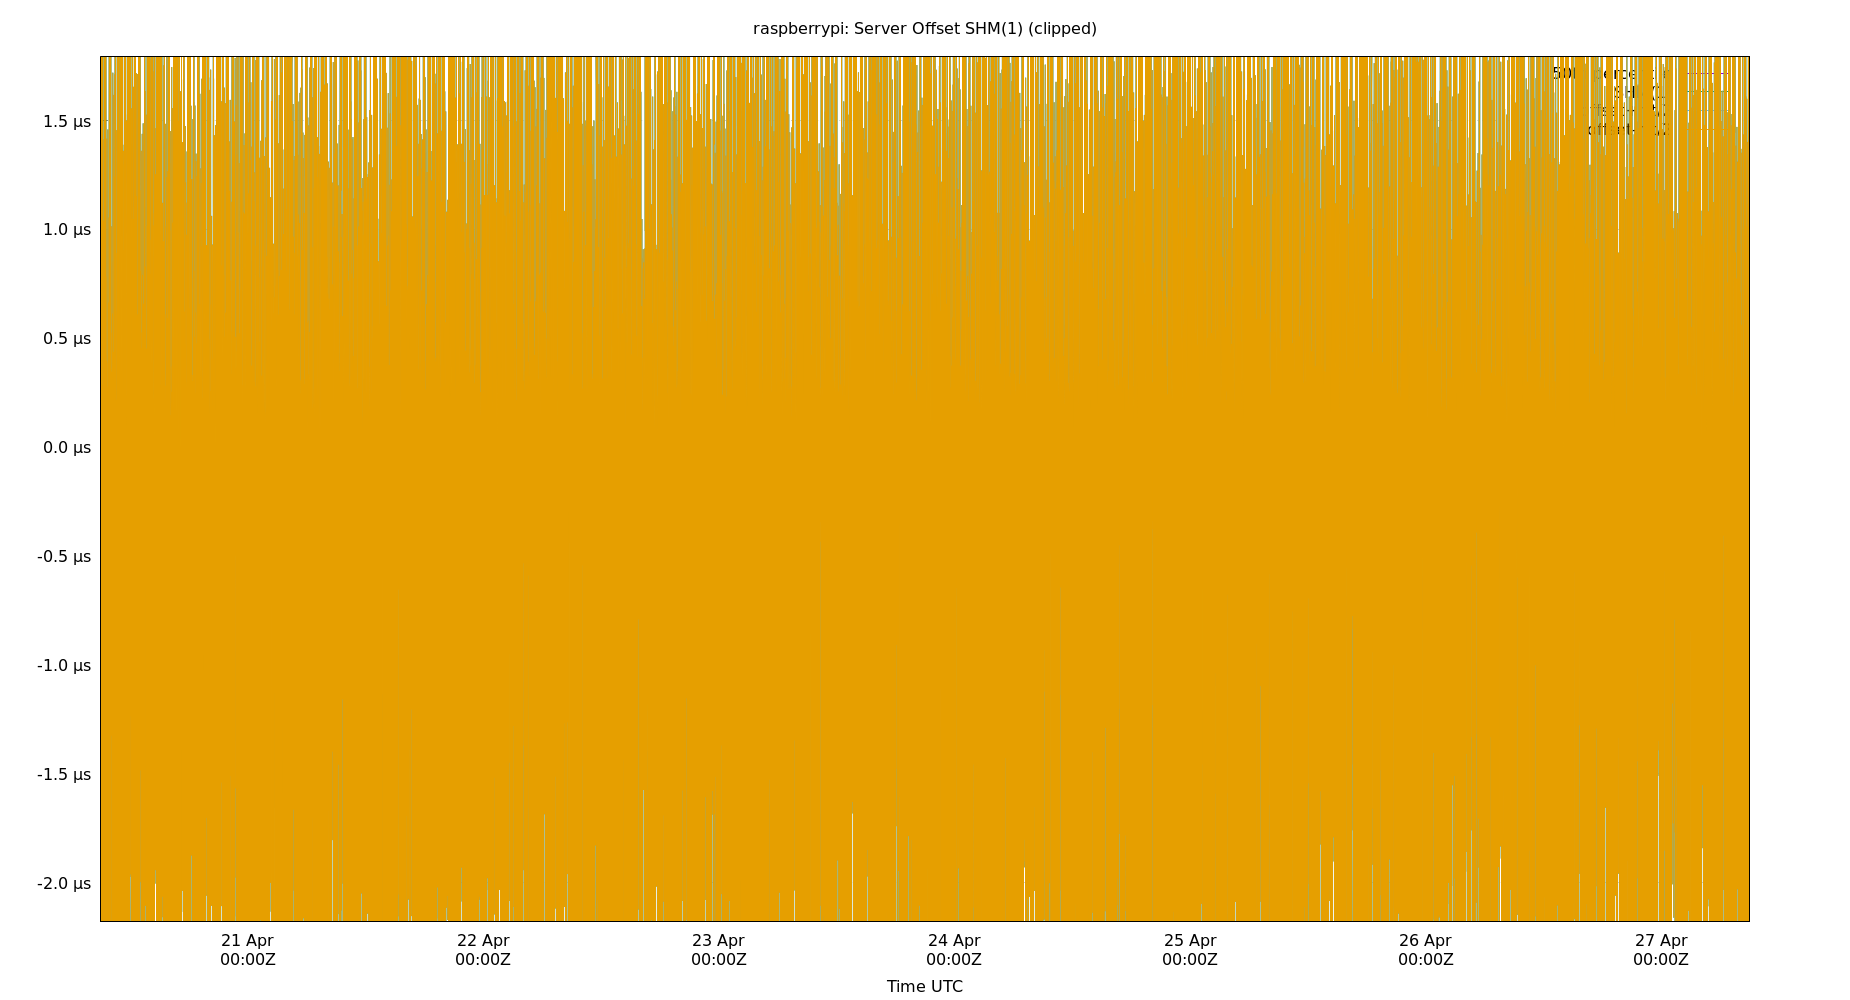 raspberrypi: Server Offset SHM(1) (clipped)
1.5 µs
1.0 µs
0.5 µs
0.0 µs
-0.5 µs
-1.0 µs
-1.5 µs
-2.0 µs
21 Apr
00:00Z
22 Apr
00:00Z
23 Apr
00:00Z
24 Apr
00:00Z
25 Apr
00:00Z
26 Apr
00:00Z
27 Apr
00:00Z
Time UTC